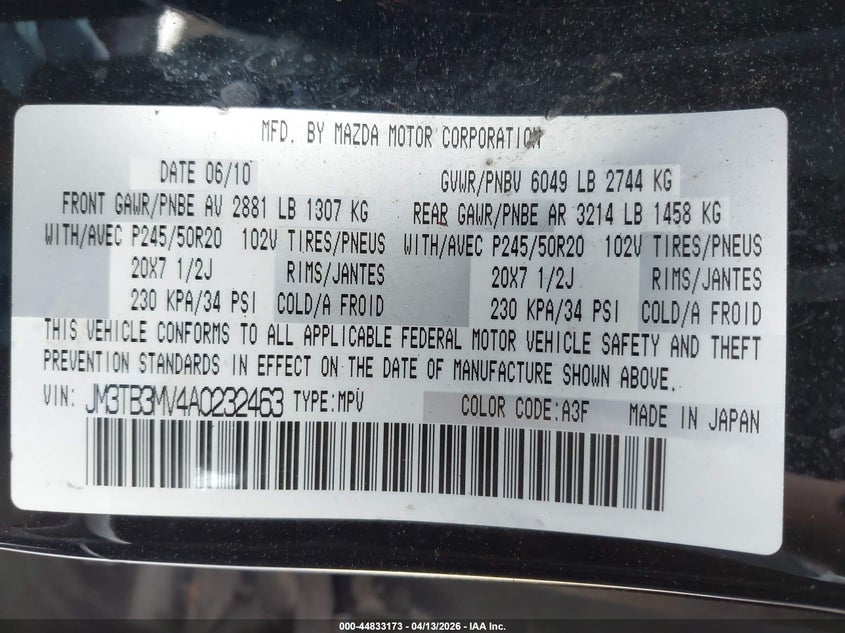 MFD. BY MAZDA MOTOR CORPORATION
DATE 06/10 GVWR/PNBV 6049 LB 2744 KG
FRONT GAWR/PNBE AV 2881 LB 1307 KG REAR GAWR/PNBE AR 3214 LB 1458 KG
WITH/AVEC P245/50R20 102V TIRES/PNEUS WITH/AVEC P245/50R20 102V TIRES/PNEUS
20X7 1/2J RIMS/JANTES 20X7 1/2J RIMS/JANTES
230 KPA/34 PSI COLD/A FROID 230 KPA/34 PSI COLD/A FROID
THIS VEHICLE CONFORMS TO ALL APPLICABLE FEDERAL MOTOR VEHICLE SAFETY AND THEFT
PREVENTION STANDARDS IN EFFECT ON THE DATE OF MANUFACTURE SHOWN ABOVE.
VIN: JM3TB3MV4A0232463 TYPE:MPV COLOR CODE:A3F MADE IN JAPAN
000-44833173 - 04/13/2026 - IAA Inc.